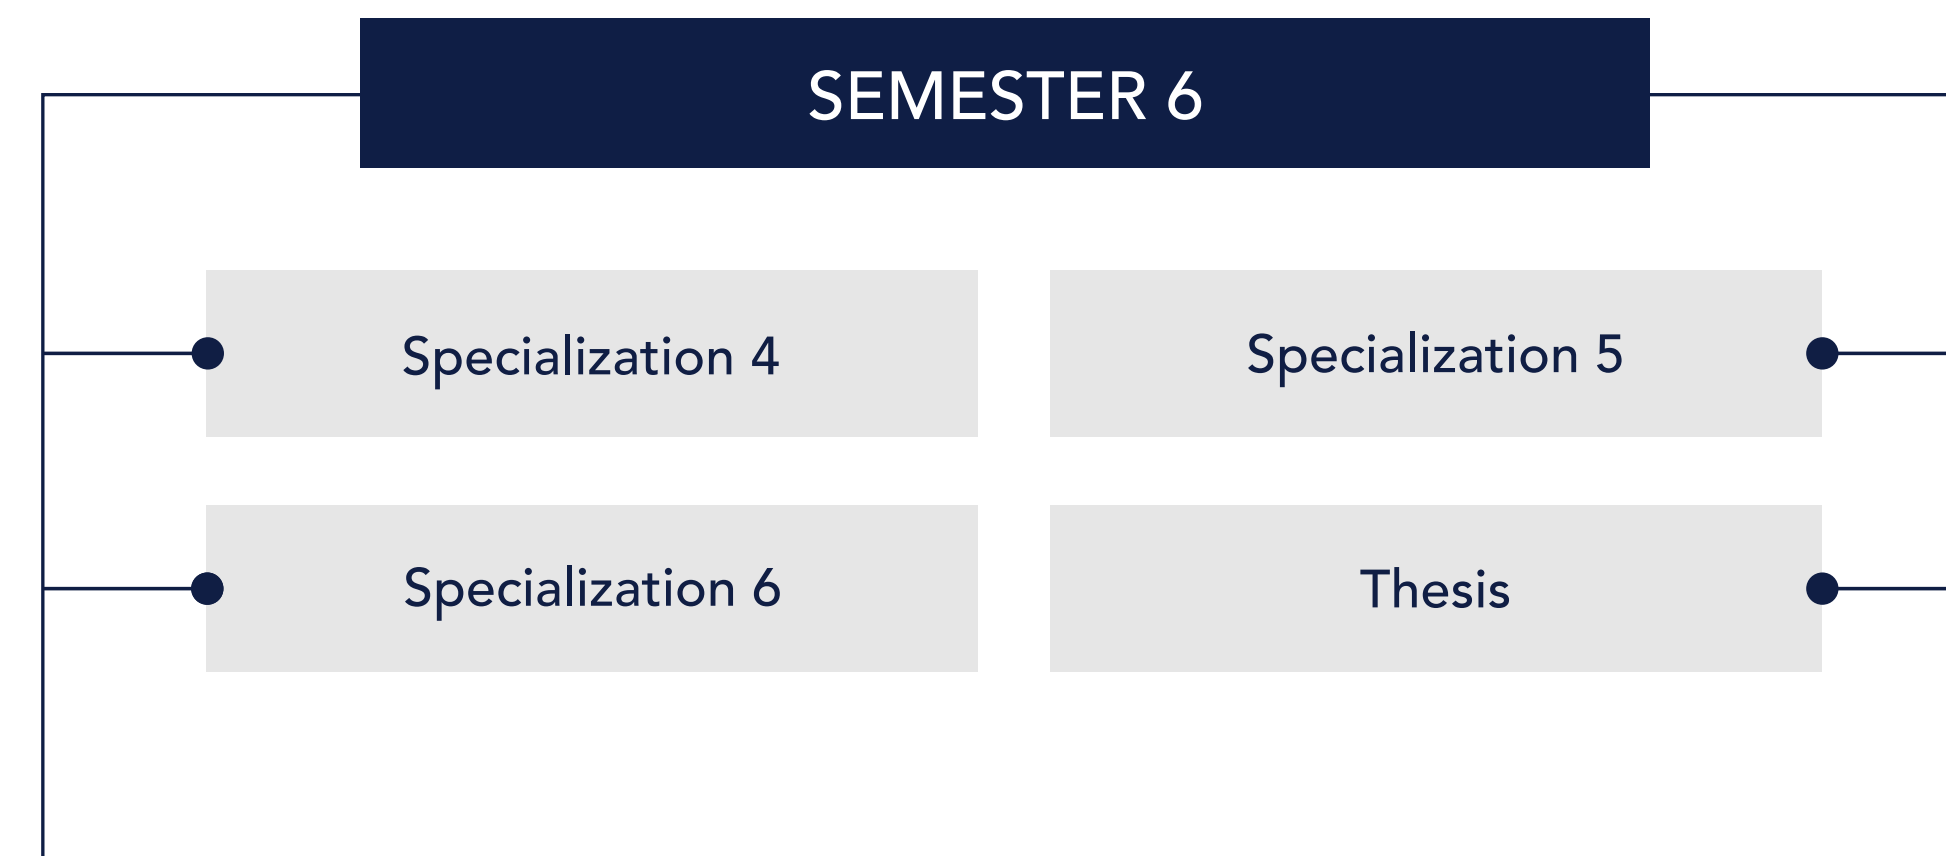 SEMESTER 6
Specialization 4
Specialization 5
Specialization 6
Thesis